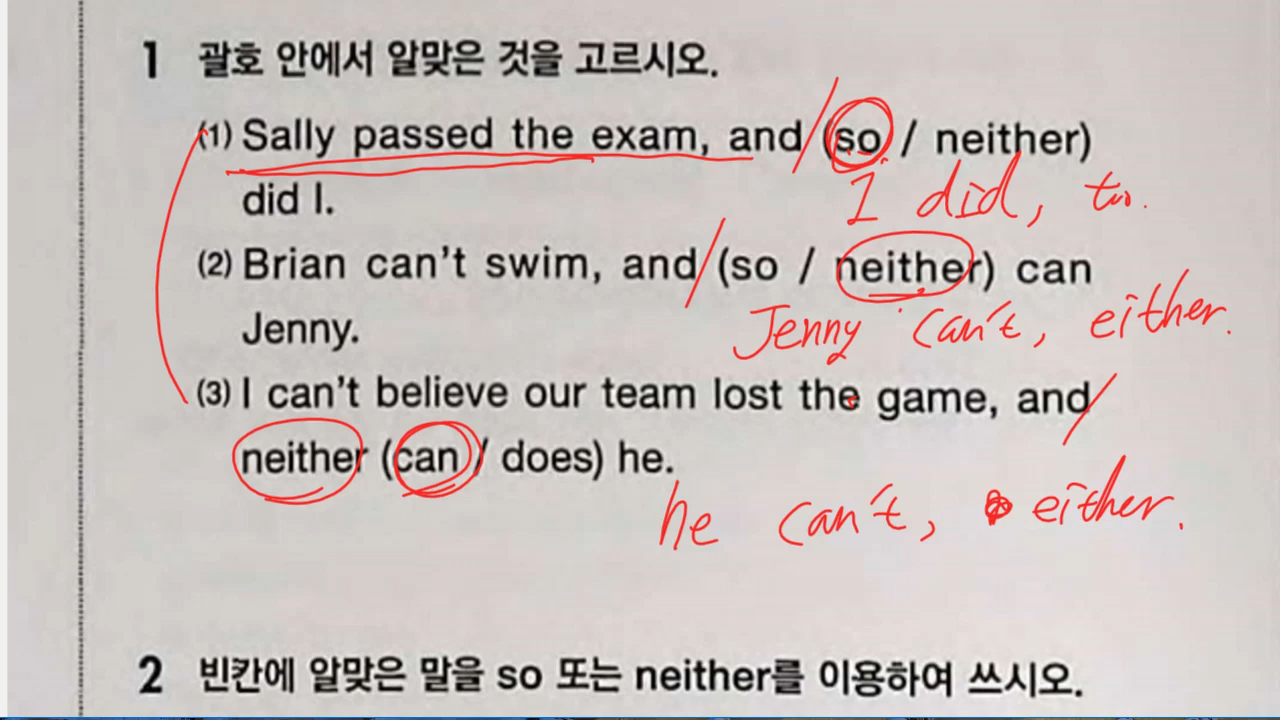 1 괄호 안에서 알맞은 것을 고르시오.
(1) Sally passed the exam, and (so / neither)
did I.
I did, too.
(2) Brian can't swim, and (so / neither) can
Jenny.
Jenny can't, either.
(3) I can't believe our team lost the game, and
neither (can / does) he.
he can't, either.
2 빈칸에 알맞은 말을 so 또는 neither를 이용하여 쓰시오.